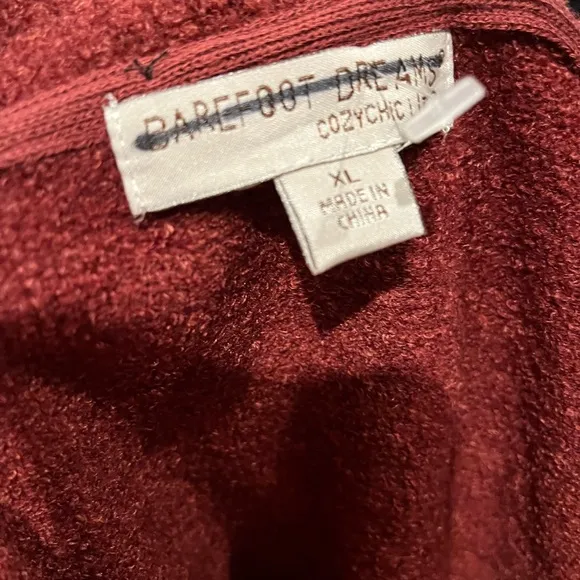 BAREFOOT DREAMS®
COZYCHIC LITE
XL
MADE IN
CHINA